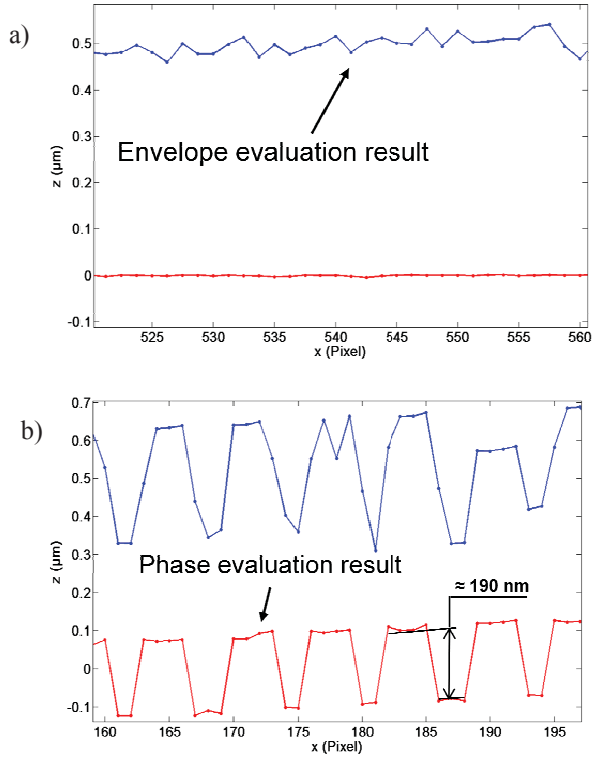 a)
0.5
0.4
0.3
0.2
0.1
0
-0.1
z (µm)
Envelope evaluation result
525 530 535 540 545 550 555 560
x (Pixel)
b)
0.7
0.6
0.5
0.4
0.3
0.2
0.1
0
-0.1
z (µm)
Phase evaluation result
≈ 190 nm
160 165 170 175 180 185 190 195
x (Pixel)